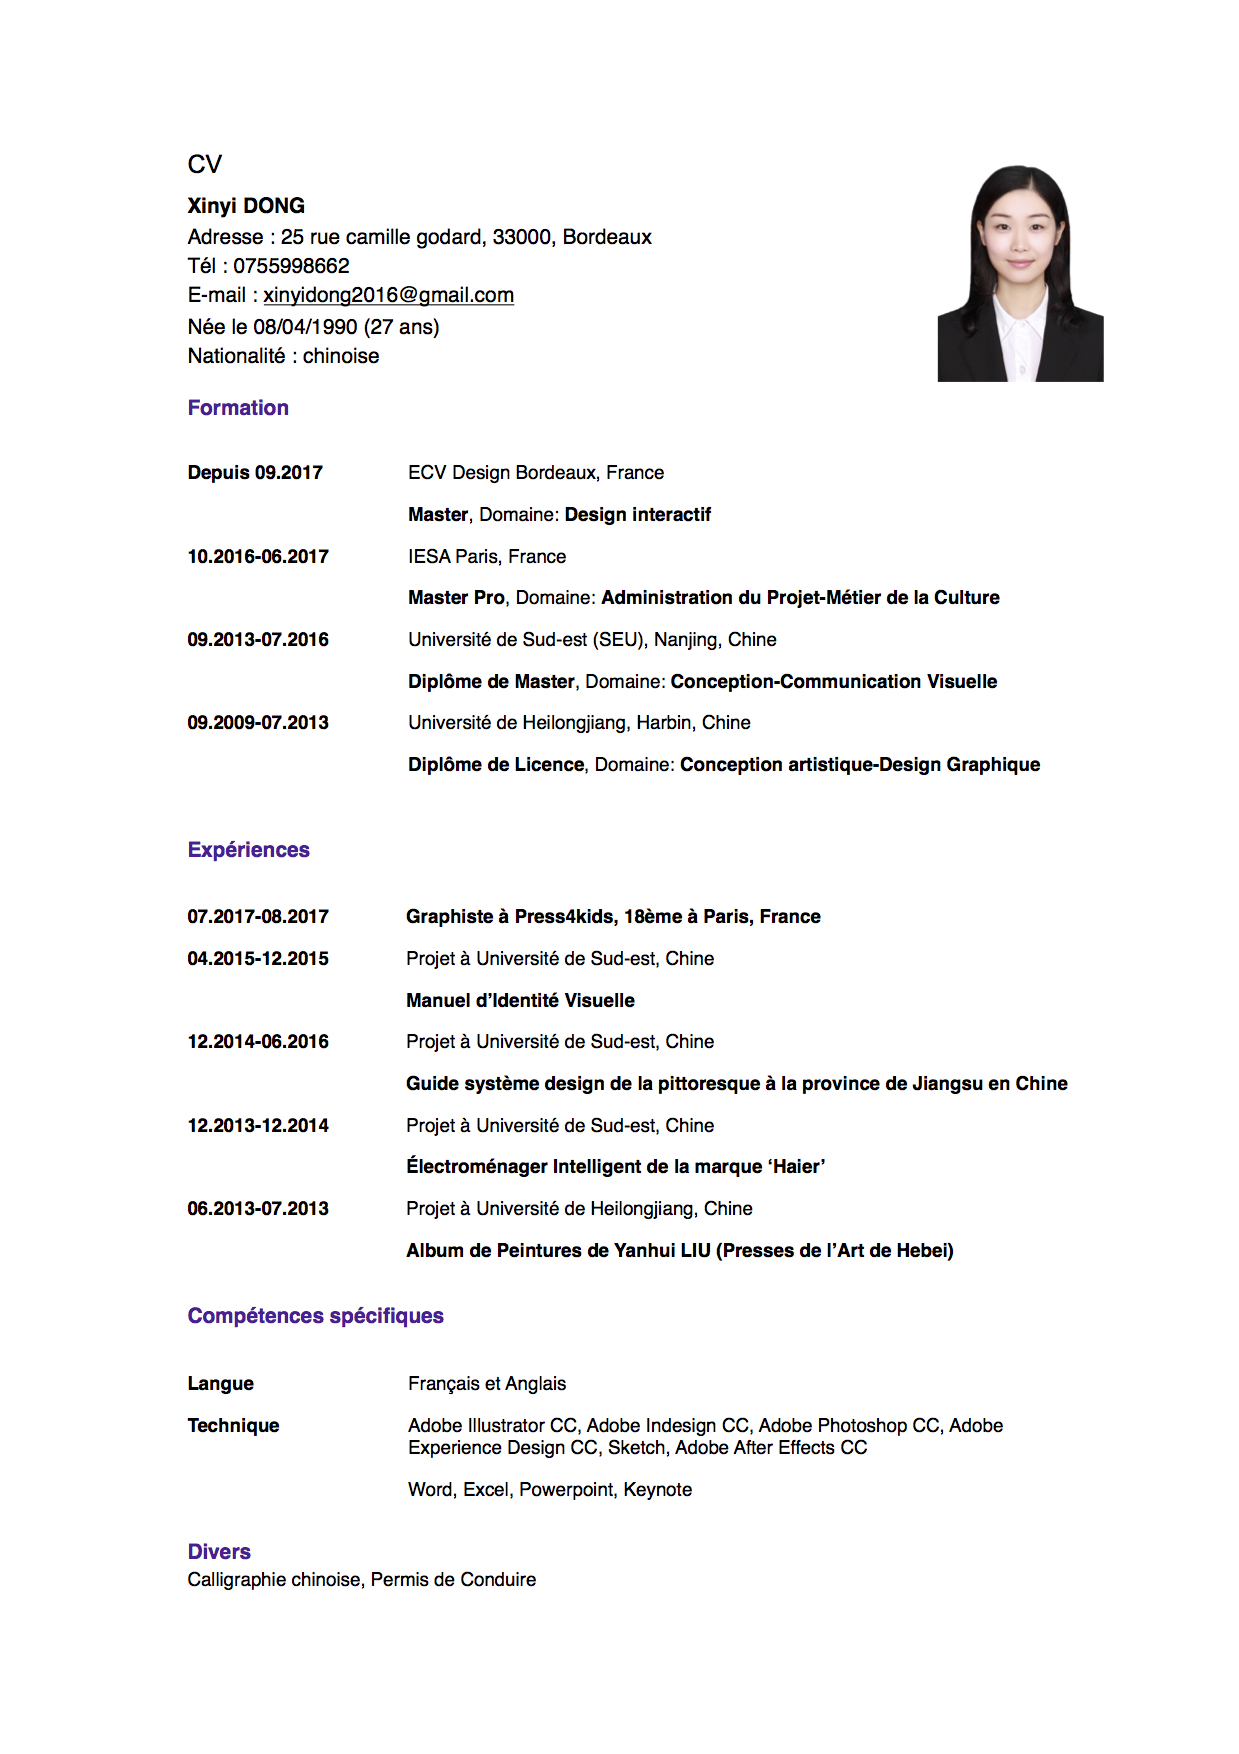 CV
Xinyi DONG
Adresse : 25 rue camille godard, 33000, Bordeaux
Tél : 0755998662
E-mail : xinyidong2016@gmail.com
Née le 08/04/1990 (27 ans)
Nationalité : chinoise
Formation
Depuis 09.2017 ECV Design Bordeaux, France
Master, Domaine: Design interactif
10.2016-06.2017 IESA Paris, France
Master Pro, Domaine: Administration du Projet-Métier de la Culture
09.2013-07.2016 Université de Sud-est (SEU), Nanjing, Chine
Diplôme de Master, Domaine: Conception-Communication Visuelle
09.2009-07.2013 Université de Heilongjiang, Harbin, Chine
Diplôme de Licence, Domaine: Conception artistique-Design Graphique
Expériences
07.2017-08.2017 Graphiste à Press4kids, 18ème à Paris, France
04.2015-12.2015 Projet à Université de Sud-est, Chine
Manuel d’Identité Visuelle
12.2014-06.2016 Projet à Université de Sud-est, Chine
Guide système design de la pittoresque à la province de Jiangsu en Chine
12.2013-12.2014 Projet à Université de Sud-est, Chine
Électroménager Intelligent de la marque ‘Haier’
06.2013-07.2013 Projet à Université de Heilongjiang, Chine
Album de Peintures de Yanhui LIU (Presses de l’Art de Hebei)
Compétences spécifiques
Langue Français et Anglais
Technique Adobe Illustrator CC, Adobe Indesign CC, Adobe Photoshop CC, Adobe
Experience Design CC, Sketch, Adobe After Effects CC
Word, Excel, Powerpoint, Keynote
Divers
Calligraphie chinoise, Permis de Conduire